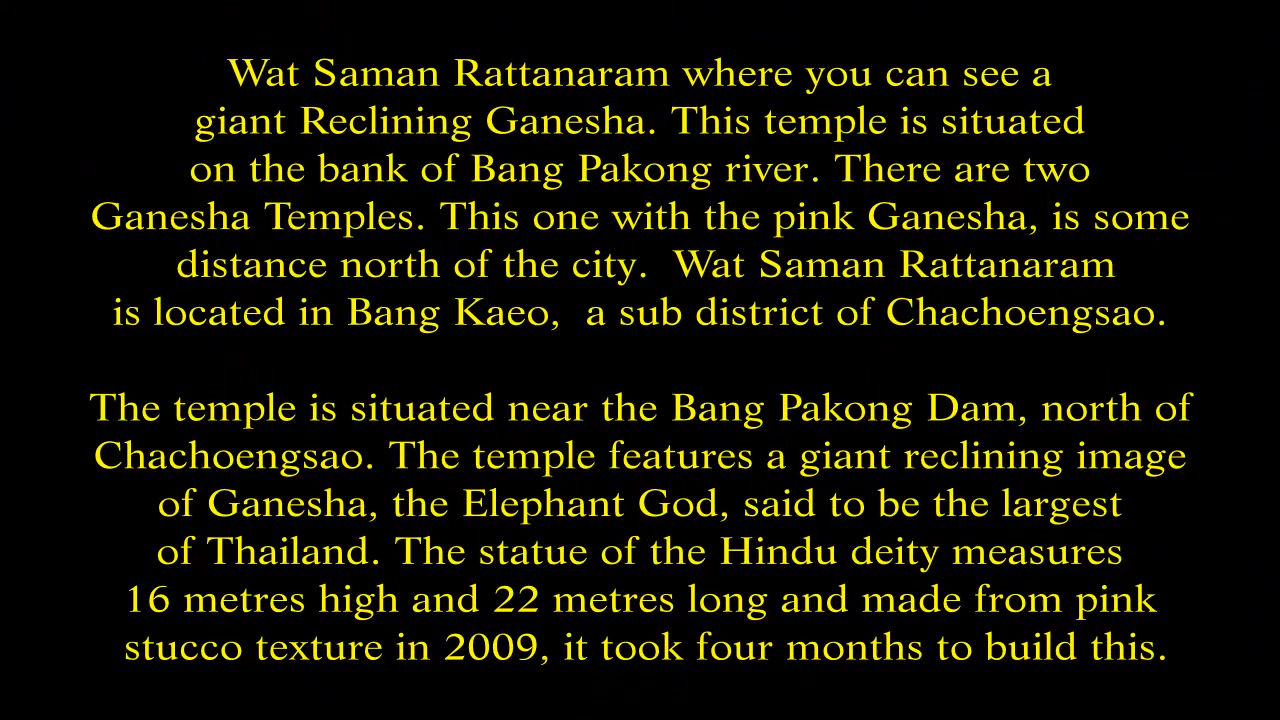 Wat Saman Rattanaram where you can see a
giant Reclining Ganesha. This temple is situated
on the bank of Bang Pakong river. There are two
Ganesha Temples. This one with the pink Ganesha, is some
distance north of the city.  Wat Saman Rattanaram
is located in Bang Kaeo,  a sub district of Chachoengsao.

The temple is situated near the Bang Pakong Dam, north of
Chachoengsao. The temple features a giant reclining image
of Ganesha, the Elephant God, said to be the largest
of Thailand. The statue of the Hindu deity measures
16 metres high and 22 metres long and made from pink
stucco texture in 2009, it took four months to build this.